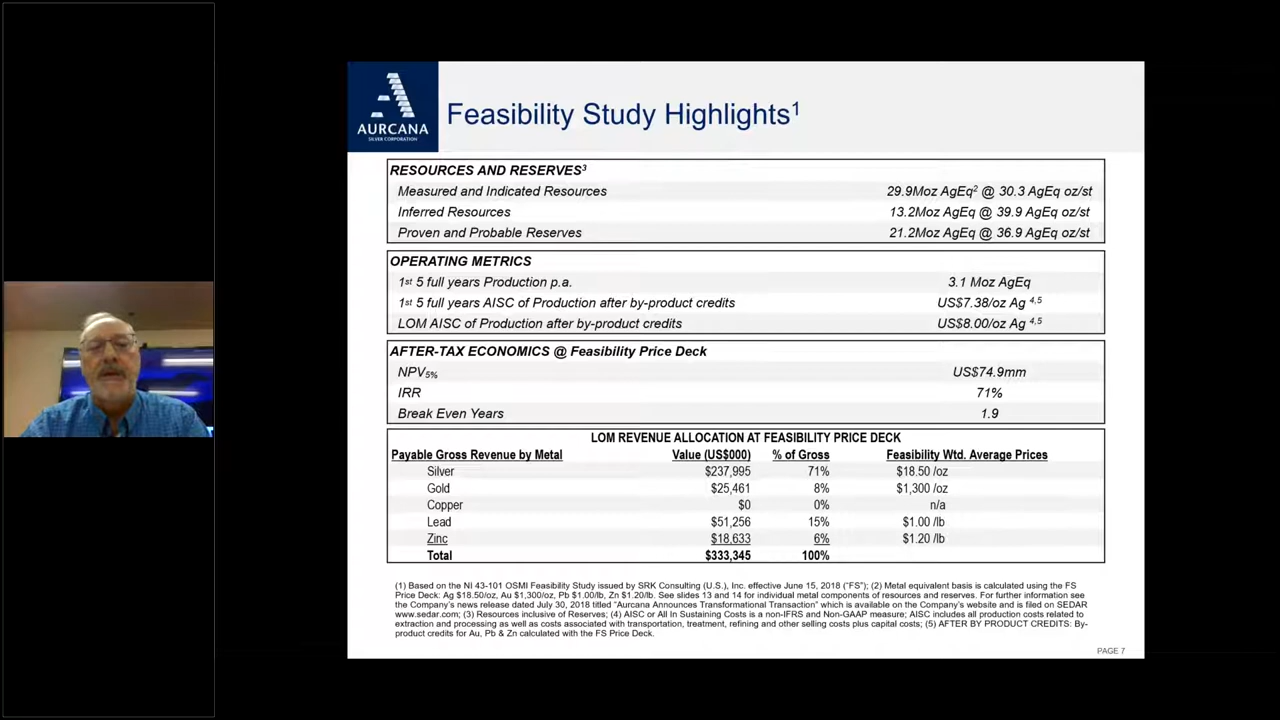 AURCANA
SILVER CORPORATION
Feasibility Study Highlights1
RESOURCES AND RESERVES3
Measured and Indicated Resources 29.9Moz AgEq2 @ 30.3 AgEq oz/st
Inferred Resources 13.2Moz AgEq @ 39.9 AgEq oz/st
Proven and Probable Reserves 21.2Moz AgEq @ 36.9 AgEq oz/st
OPERATING METRICS
1st 5 full years Production p.a. 3.1 Moz AgEq
1st 5 full years AISC of Production after by-product credits US$7.38/oz Ag 4,5
LOM AISC of Production after by-product credits US$8.00/oz Ag 4,5
AFTER-TAX ECONOMICS @ Feasibility Price Deck
NPV5% US$74.9mm
IRR 71%
Break Even Years 1.9
LOM REVENUE ALLOCATION AT FEASIBILITY PRICE DECK
Payable Gross Revenue by Metal Value (US$000) % of Gross Feasibility Wtd. Average Prices
Silver $237,995 71% $18.50 /oz
Gold $25,461 8% $1,300 /oz
Copper $0 0% n/a
Lead $51,256 15% $1.00 /lb
Zinc $18,633 6% $1.20 /lb
Total $333,345 100%
(1) Based on the NI 43-101 OSMI Feasibility Study issued by SRK Consulting (U.S.), Inc. effective June 15, 2018 ("FS"); (2) Metal equivalent basis is calculated using the FS
Price Deck: Ag $18.50/oz, Au $1,300/oz, Pb $1.00/lb, Zn $1.20/lb. See slides 13 and 14 for individual metal components of resources and reserves. For further information see
the Company's news release dated July 30, 2018 titled "Aurcana Announces Transformational Transaction" which is available on the Company's website and is filed on SEDAR
www.sedar.com; (3) Resources inclusive of Reserves; (4) AISC or All In Sustaining Costs is a non-IFRS and Non-GAAP measure; AISC includes all production costs related to
extraction and processing as well as costs associated with transportation, treatment, refining and other selling costs plus capital costs; (5) AFTER BY PRODUCT CREDITS: By-
product credits for Au, Pb & Zn calculated with the FS Price Deck.
PAGE 7